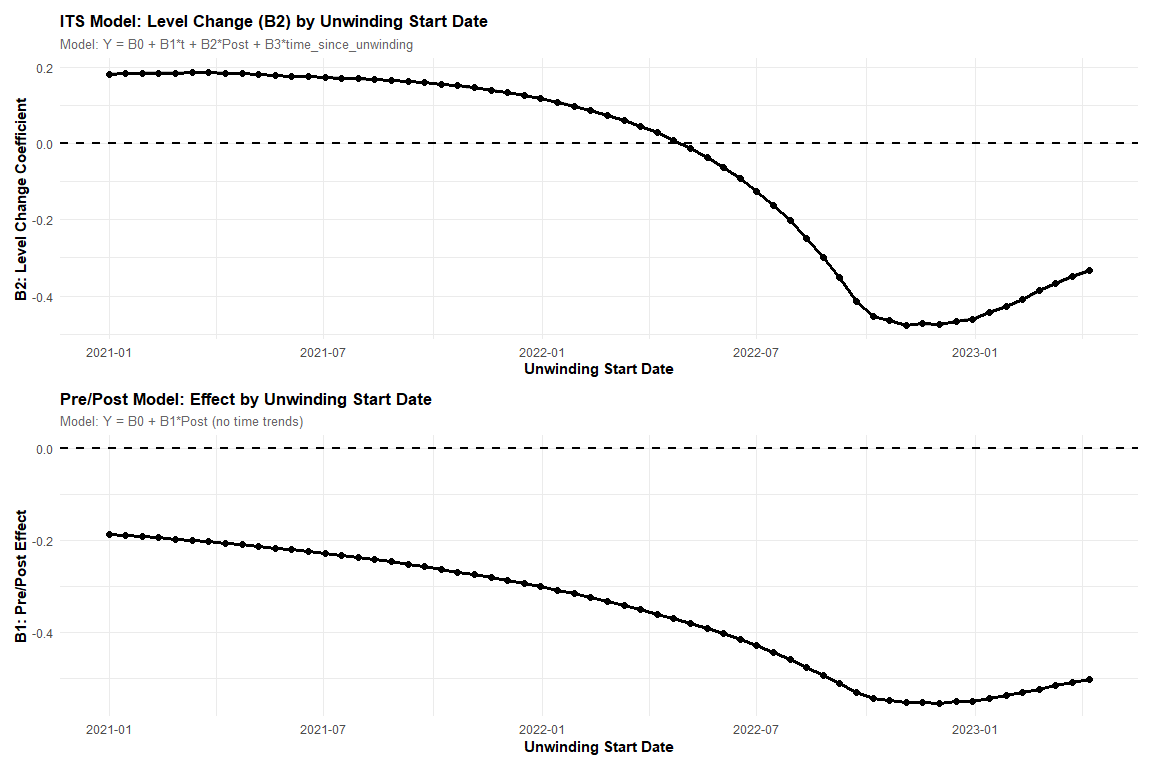 ITS Model: Level Change (B2) by Unwinding Start Date
Model: Y = B0 + B1*t + B2*Post + B3*time_since_unwinding
B2: Level Change Coefficient
0.2
0.0
-0.2
-0.4
2021-01 2021-07 2022-01 2022-07 2023-01
Unwinding Start Date
Pre/Post Model: Effect by Unwinding Start Date
Model: Y = B0 + B1*Post (no time trends)
B1: Pre/Post Effect
0.0
-0.2
-0.4
2021-01 2021-07 2022-01 2022-07 2023-01
Unwinding Start Date